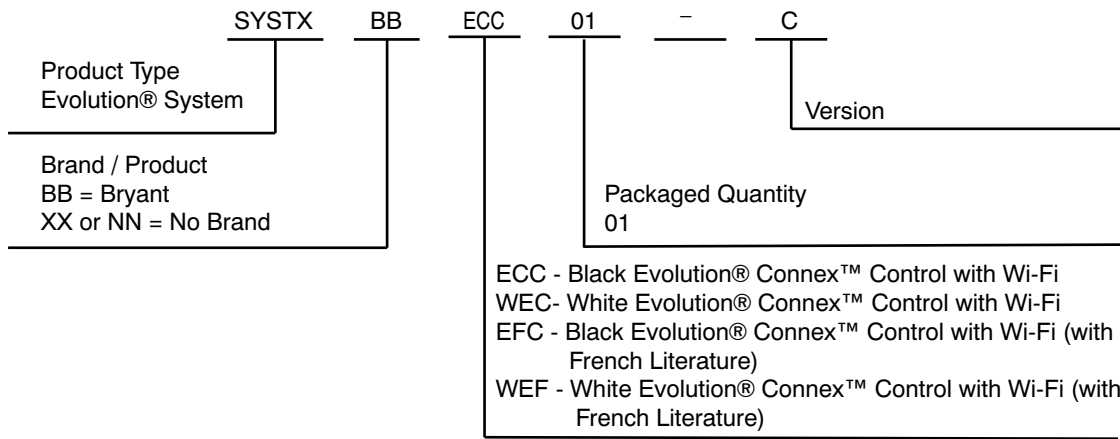 SYSTX BB ECC 01 – C
Product Type
Evolution® System
Version
Brand / Product
BB = Bryant
XX or NN = No Brand
Packaged Quantity
01
ECC - Black Evolution® Connex™ Control with Wi-Fi
WEC- White Evolution® Connex™ Control with Wi-Fi
EFC - Black Evolution® Connex™ Control with Wi-Fi (with
French Literature)
WEF - White Evolution® Connex™ Control with Wi-Fi (with
French Literature)